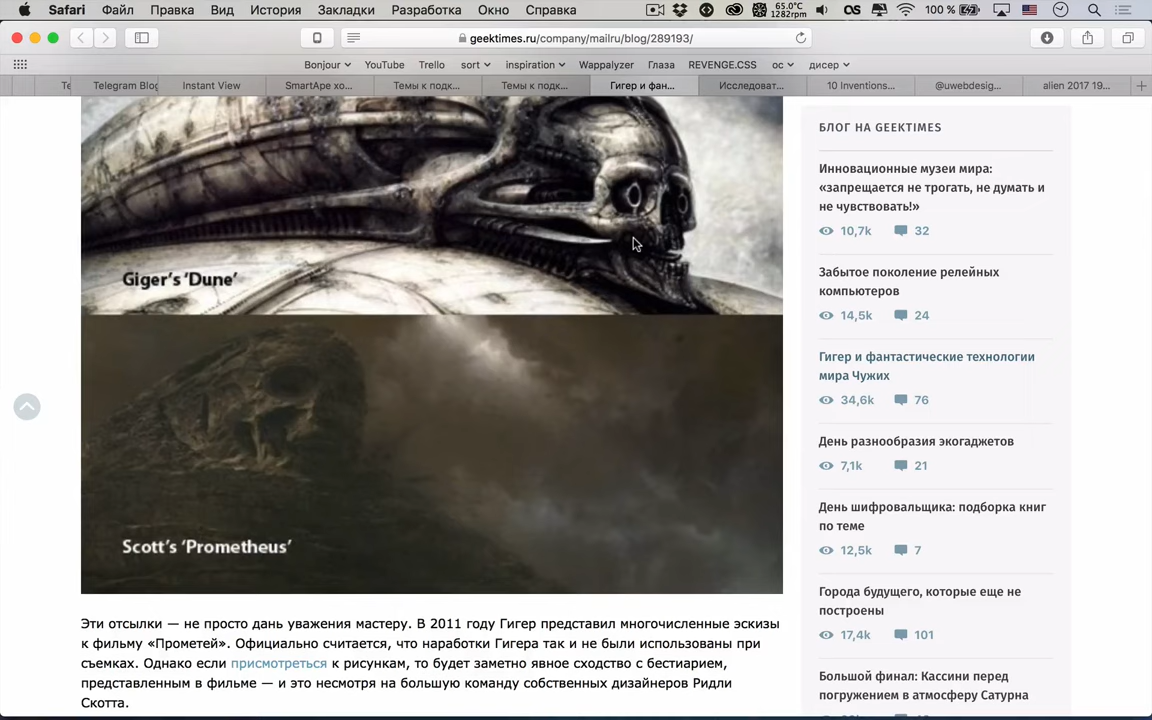 Safari Файл Правка Вид История Закладки Разработка Окно Справка 65.0°C 1282rpm 100 %
geektimes.ru/company/mailru/blog/289193/
Bonjour YouTube Trello sort inspiration Wappalyzer Глаза REVENGE.CSS ос дисер
Те Telegram Blog Instant View SmartApe хо... Темы к подк... Темы к подк... Гигер и фан... Исследоват... 10 Inventions... @uwebdesig... alien 2017 19...
Giger's 'Dune'
Scott's 'Prometheus'
Эти отсылки — не просто дань уважения мастеру. В 2011 году Гигер представил многочисленные эскизы
к фильму «Прометей». Официально считается, что наработки Гигера так и не были использованы при
съемках. Однако если присмотреться к рисункам, то будет заметно явное сходство с бестиарием,
представленным в фильме — и это несмотря на большую команду собственных дизайнеров Ридли
Скотта.
БЛОГ НА GEEKTIMES
Инновационные музеи мира:
«запрещается не трогать, не думать и
не чувствовать!»
10,7k 32
Забытое поколение релейных
компьютеров
14,5k 24
Гигер и фантастические технологии
мира Чужих
34,6k 76
День разнообразия экогаджетов
7,1k 21
День шифровальщика: подборка книг
по теме
12,5k 7
Города будущего, которые еще не
построены
17,4k 101
Большой финал: Кассини перед
погружением в атмосферу Сатурна